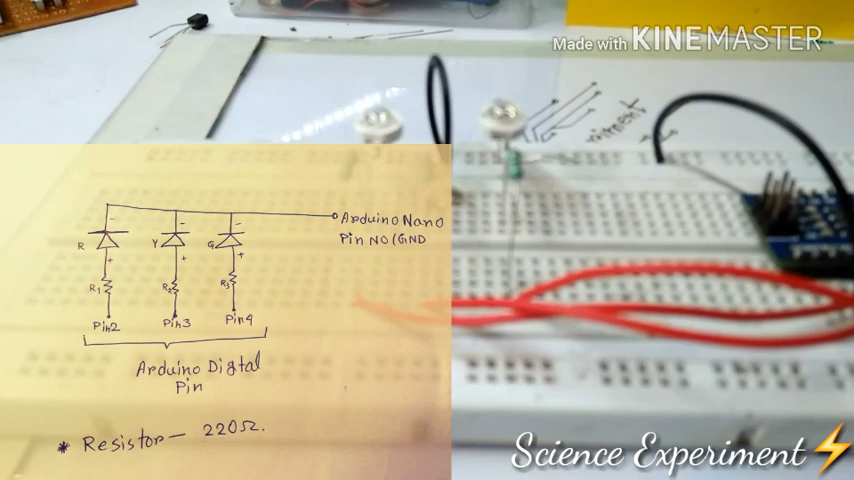 Made with KINEMASTER
Arduino Nano
Pin NO (GND
R
Y
G
R1
R2
R3
Pin2
Pin3
Pin4
Arduino Digtal
Pin
* Resistor- 220Ω.
Science Experiment